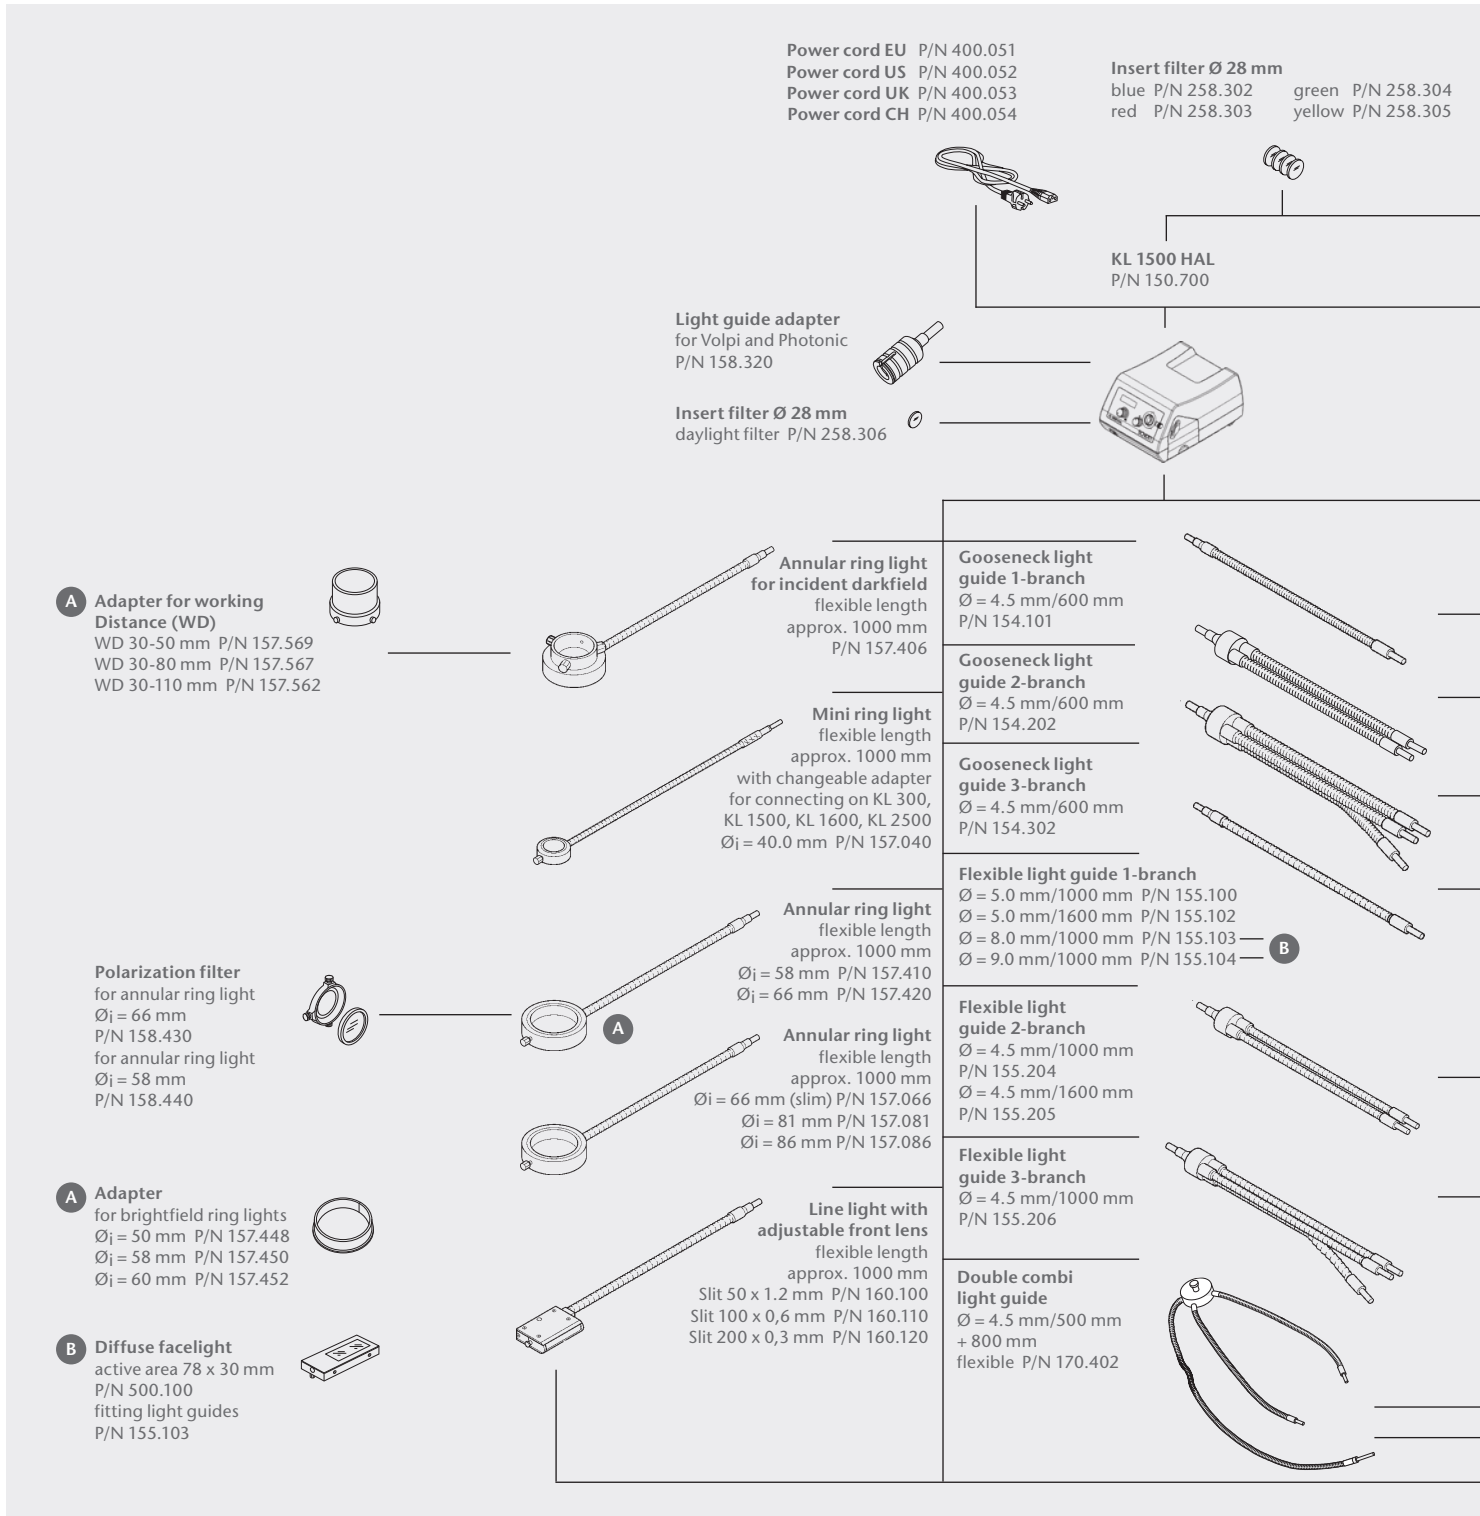 Power cord EU P/N 400.051
Power cord US P/N 400.052
Power cord UK P/N 400.053
Power cord CH P/N 400.054
Insert filter Ø 28 mm
blue P/N 258.302 green P/N 258.304
red P/N 258.303 yellow P/N 258.305
KL 1500 HAL
P/N 150.700
Light guide adapter
for Volpi and Photonic
P/N 158.320
Insert filter Ø 28 mm
daylight filter P/N 258.306
A Adapter for working
Distance (WD)
WD 30-50 mm P/N 157.569
WD 30-80 mm P/N 157.567
WD 30-110 mm P/N 157.562
Polarization filter
for annular ring light
Øi = 66 mm
P/N 158.430
for annular ring light
Øi = 58 mm
P/N 158.440
A Adapter
for brightfield ring lights
Øi = 50 mm P/N 157.448
Øi = 58 mm P/N 157.450
Øi = 60 mm P/N 157.452
B Diffuse facelight
active area 78 x 30 mm
P/N 500.100
fitting light guides
P/N 155.103
Annular ring light
for incident darkfield
flexible length
approx. 1000 mm
P/N 157.406
Mini ring light
flexible length
approx. 1000 mm
with changeable adapter
for connecting on KL 300,
KL 1500, KL 1600, KL 2500
Øi = 40.0 mm P/N 157.040
Annular ring light
flexible length
approx. 1000 mm
Øi = 58 mm P/N 157.410
Øi = 66 mm P/N 157.420
A
Annular ring light
flexible length
approx. 1000 mm
Øi = 66 mm (slim) P/N 157.066
Øi = 81 mm P/N 157.081
Øi = 86 mm P/N 157.086
Line light with
adjustable front lens
flexible length
approx. 1000 mm
Slit 50 x 1.2 mm P/N 160.100
Slit 100 x 0,6 mm P/N 160.110
Slit 200 x 0,3 mm P/N 160.120
Gooseneck light
guide 1-branch
Ø = 4.5 mm/600 mm
P/N 154.101
Gooseneck light
guide 2-branch
Ø = 4.5 mm/600 mm
P/N 154.202
Gooseneck light
guide 3-branch
Ø = 4.5 mm/600 mm
P/N 154.302
Flexible light guide 1-branch
Ø = 5.0 mm/1000 mm P/N 155.100
Ø = 5.0 mm/1600 mm P/N 155.102
Ø = 8.0 mm/1000 mm P/N 155.103
Ø = 9.0 mm/1000 mm P/N 155.104
B
Flexible light
guide 2-branch
Ø = 4.5 mm/1000 mm
P/N 155.204
Ø = 4.5 mm/1600 mm
P/N 155.205
Flexible light
guide 3-branch
Ø = 4.5 mm/1000 mm
P/N 155.206
Double combi
light guide
Ø = 4.5 mm/500 mm
+ 800 mm
flexible P/N 170.402